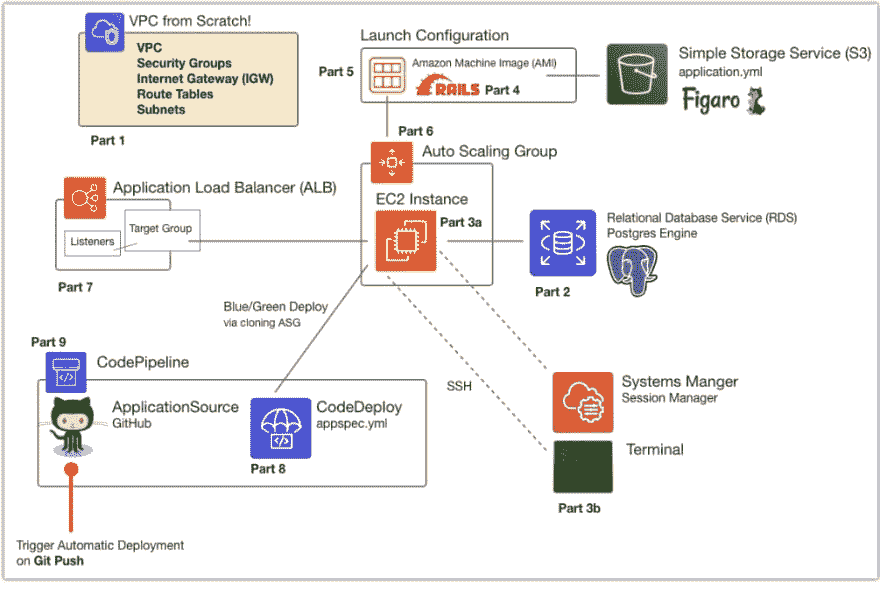 VPC from Scratch!
VPC
Security Groups
Internet Gateway (IGW)
Route Tables
Subnets
Part 1
Launch Configuration
Part 5
Amazon Machine Image (AMI)
RAILS
Part 4
Simple Storage Service (S3)
application.yml
Figaro
Part 6
Auto Scaling Group
EC2 Instance
Part 3a
Application Load Balancer (ALB)
Target Group
Listeners
Part 7
Relational Database Service (RDS)
Postgres Engine
Part 2
Blue/Green Deploy
via cloning ASG
Part 9
CodePipeline
ApplicationSource
GitHub
CodeDeploy
appspec.yml
Part 8
SSH
Systems Manger
Session Manager
Terminal
Part 3b
Trigger Automatic Deployment
on Git Push